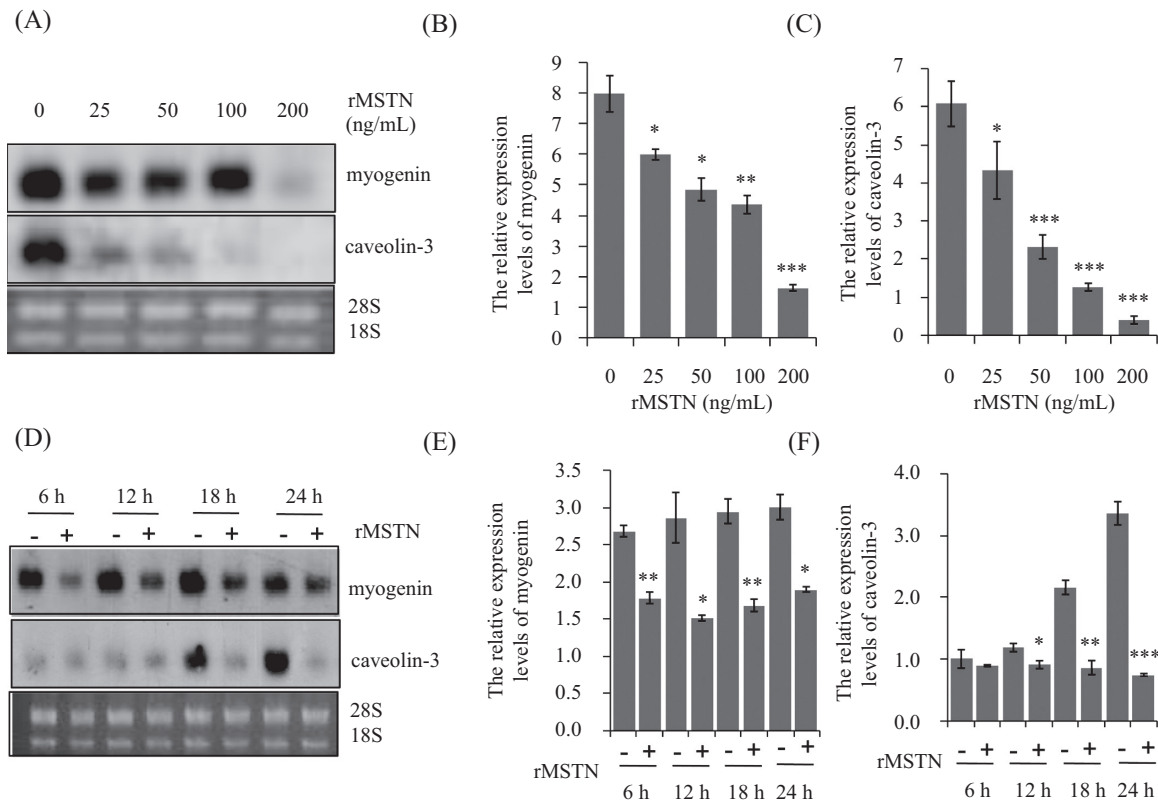 (A)
0 25 50 100 200 rMSTN
(ng/mL)
myogenin
caveolin-3
28S
18S
(B)
The relative expression
levels of myogenin
9
8
7
6
5
4
3
2
1
0
*
*
**
***
0 25 50 100 200
rMSTN (ng/mL)
(C)
The relative expression
levels of caveolin-3
7
6
5
4
3
2
1
0
*
***
***
***
0 25 50 100 200
rMSTN (ng/mL)
(D)
6 h 12 h 18 h 24 h
- + - + - + - + rMSTN
myogenin
caveolin-3
28S
18S
(E)
The relative expression
levels of myogenin
3.5
3.0
2.5
2.0
1.5
1.0
0.5
0.0
**
*
**
*
- + - + - + - +
rMSTN
6 h 12 h 18 h 24 h
(F)
The relative expression
levels of caveolin-3
4.0
3.0
2.0
1.0
0.0
*
**
***
- + - + - + - +
rMSTN
6 h 12 h 18 h 24 h